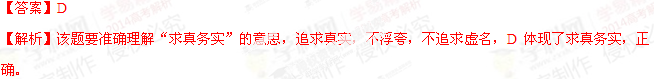 【答案】D
【解析】该题要准确理解“求真务实”的意思，追求真实，不浮夸，不追求虚名，D 体现了求真务实，正
确。